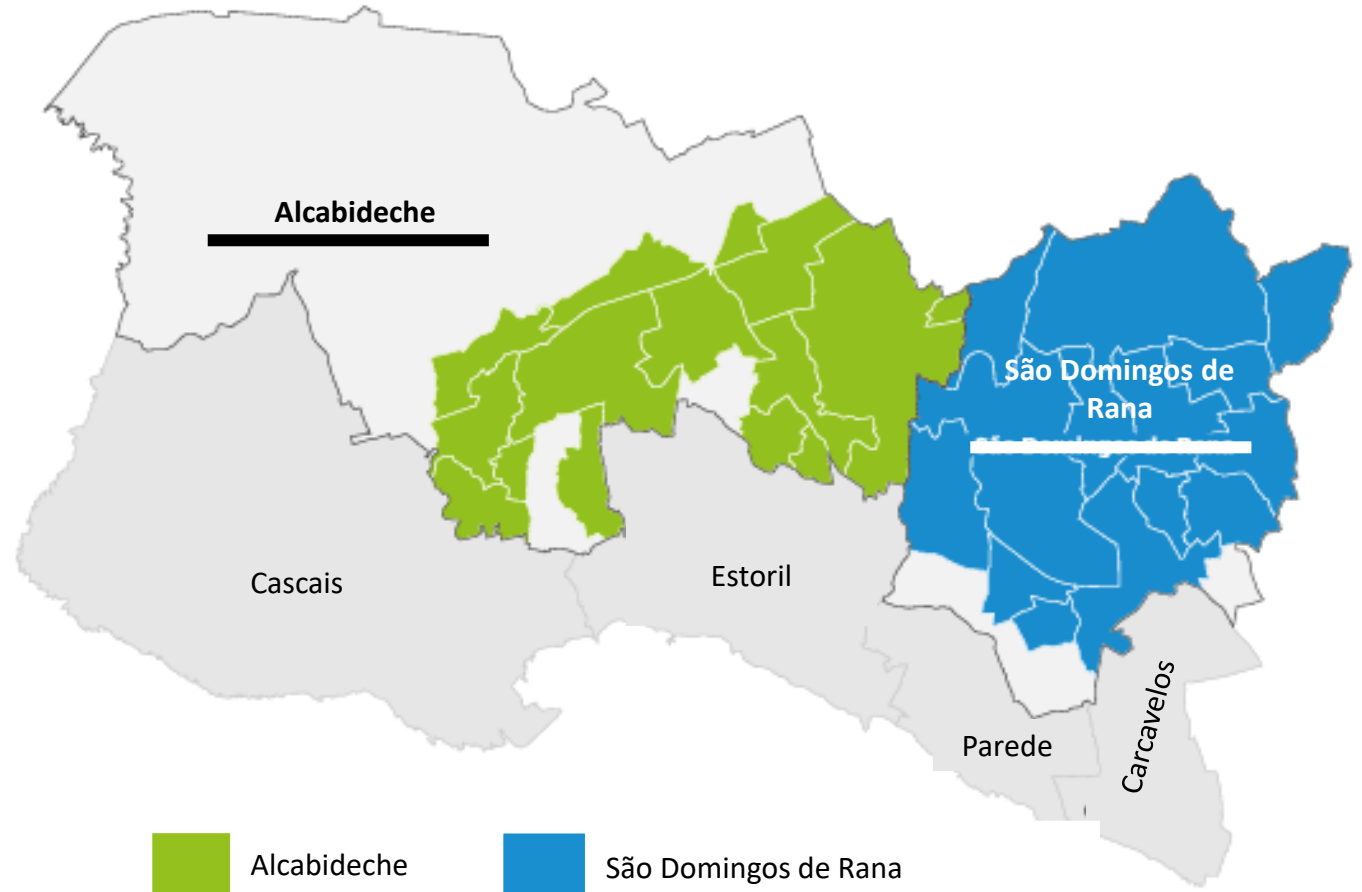 Alcabideche
São Domingos de
Rana
Cascais
Estoril
Parede
Carcavelos
Alcabideche
São Domingos de Rana